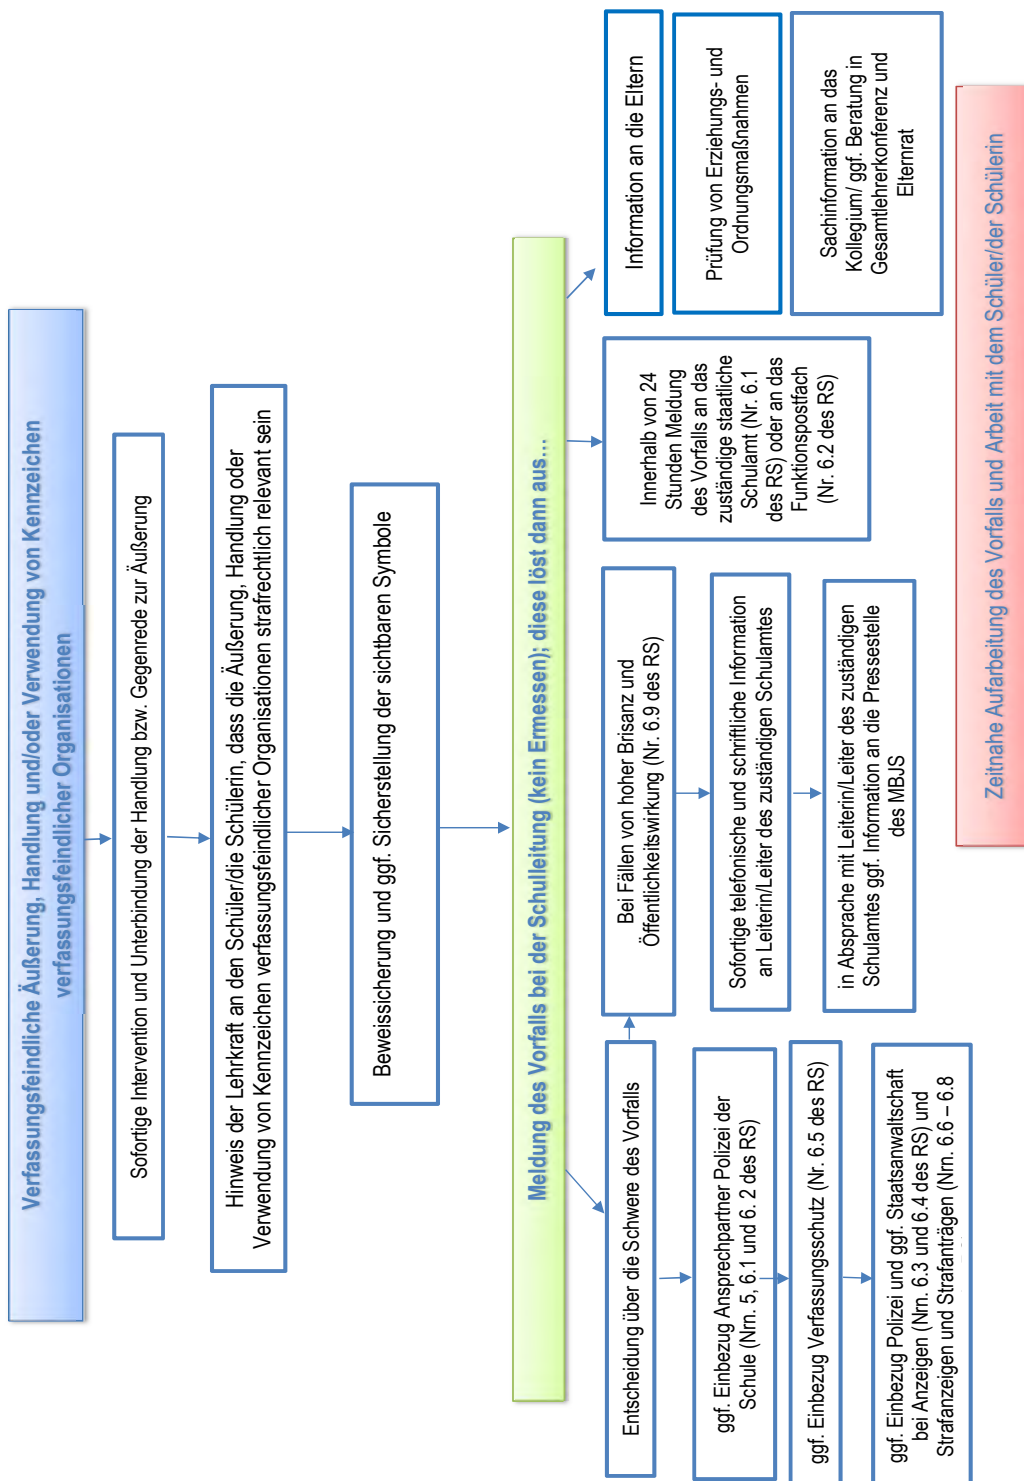 Verfassungsfeindliche Äußerung, Handlung und/oder Verwendung von Kennzeichen
verfassungsfeindlicher Organisationen
Sofortige Intervention und Unterbindung der Handlung bzw. Gegenrede zur Äußerung
Hinweis der Lehrkraft an den Schüler/die Schülerin, dass die Äußerung, Handlung oder
Verwendung von Kennzeichen verfassungsfeindlicher Organisationen strafrechtlich relevant sein
Beweissicherung und ggf. Sicherstellung der sichtbaren Symbole
Meldung des Vorfalls bei der Schulleitung (kein Ermessen); diese löst dann aus...
Entscheidung über die Schwere des Vorfalls
ggf. Einbezug Ansprechpartner Polizei der
Schule (Nrn. 5, 6.1 und 6. 2 des RS)
ggf. Einbezug Verfassungsschutz (Nr. 6.5 des RS)
ggf. Einbezug Polizei und ggf. Staatsanwaltschaft
bei Anzeigen (Nrn. 6.3 und 6.4 des RS) und
Strafanzeigen und Strafanträgen (Nrn. 6.6 – 6.8
Bei Fällen von hoher Brisanz und
Öffentlichkeitswirkung (Nr. 6.9 des RS)
Sofortige telefonische und schriftliche Information
an Leiterin/Leiter des zuständigen Schulamtes
in Absprache mit Leiterin/Leiter des zuständigen
Schulamtes ggf. Information an die Pressestelle
des MBJS
Innerhalb von 24
Stunden Meldung
des Vorfalls an das
zuständige staatliche
Schulamt (Nr. 6.1
des RS) oder an das
Funktionspostfach
(Nr. 6.2 des RS)
Information an die Eltern
Prüfung von Erziehungs- und
Ordnungsmaßnahmen
Sachinformation an das
Kollegium/ ggf. Beratung in
Gesamtlehrerkonferenz und
Elternrat
Zeitnahe Aufarbeitung des Vorfalls und Arbeit mit dem Schüler/der Schülerin